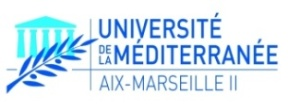 UNIVERSITÉ
DE LA MÉDITERRANÉE
AIX-MARSEILLE II